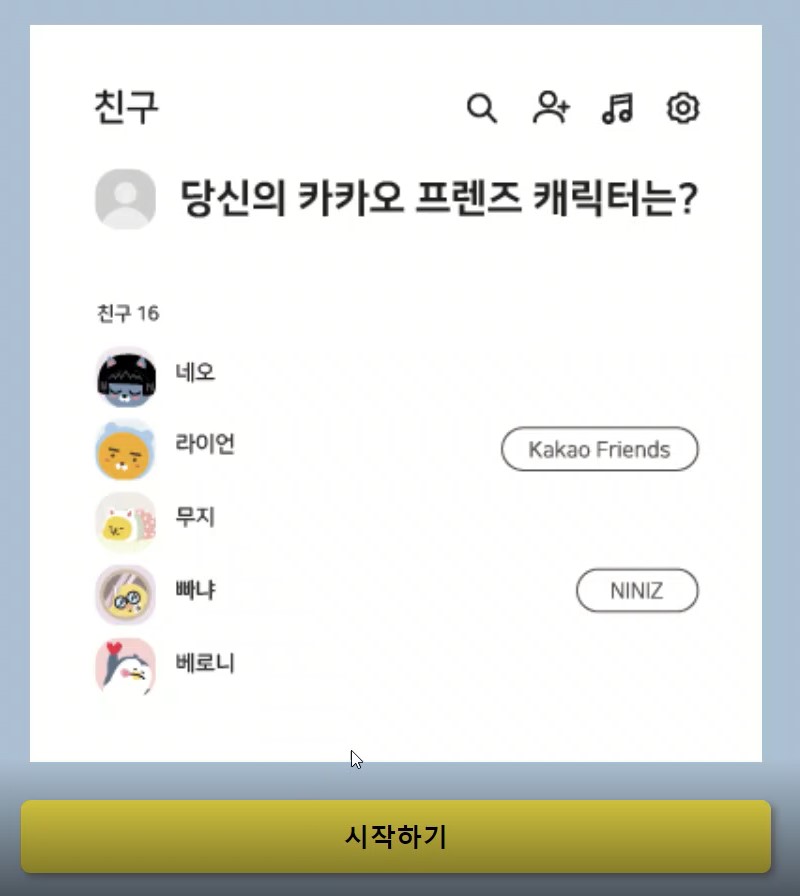 친구
당신의 카카오 프렌즈 캐릭터는?
친구 16
네오
라이언
Kakao Friends
무지
빠냐
NINIZ
베로니
시작하기